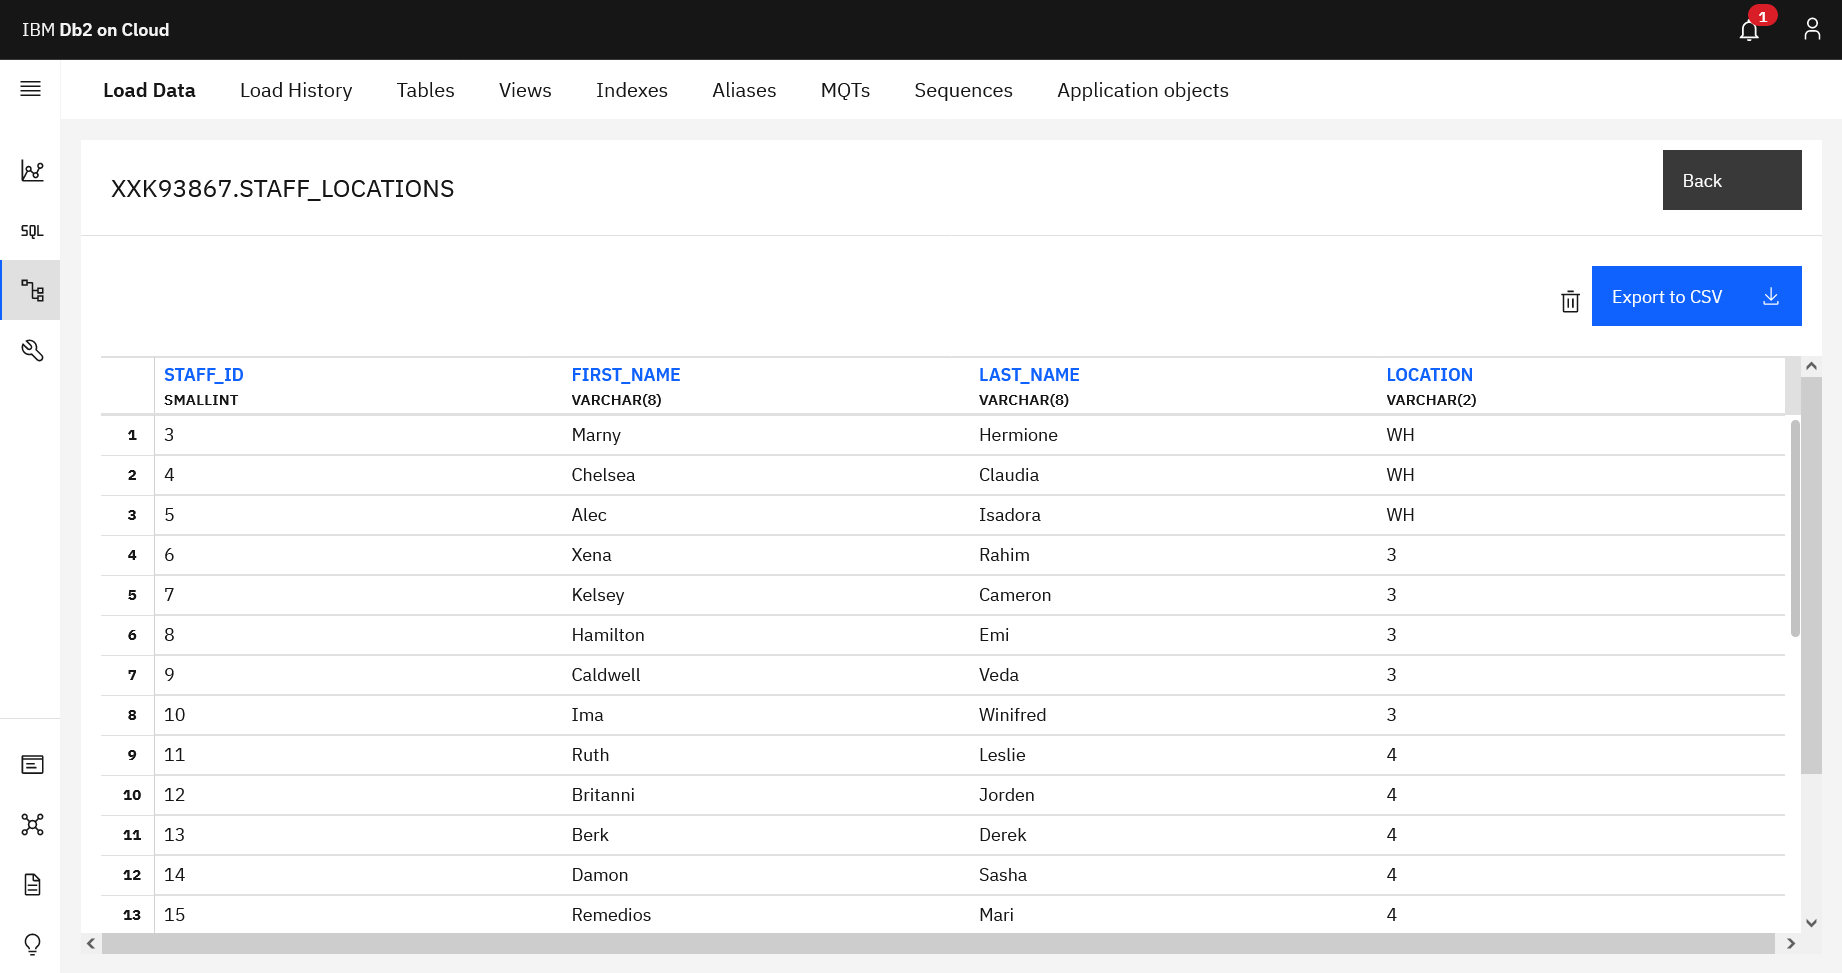 IBM Db2 on Cloud
1
Load Data Load History Tables Views Indexes Aliases MQTs Sequences Application objects
XXK93867.STAFF_LOCATIONS
Back
SQL
Export to CSV
STAFF_ID FIRST_NAME LAST_NAME LOCATION
SMALLINT VARCHAR(8) VARCHAR(8) VARCHAR(2)
1 3 Marny Hermione WH
2 4 Chelsea Claudia WH
3 5 Alec Isadora WH
4 6 Xena Rahim 3
5 7 Kelsey Cameron 3
6 8 Hamilton Emi 3
7 9 Caldwell Veda 3
8 10 Ima Winifred 3
9 11 Ruth Leslie 4
10 12 Britanni Jorden 4
11 13 Berk Derek 4
12 14 Damon Sasha 4
13 15 Remedios Mari 4